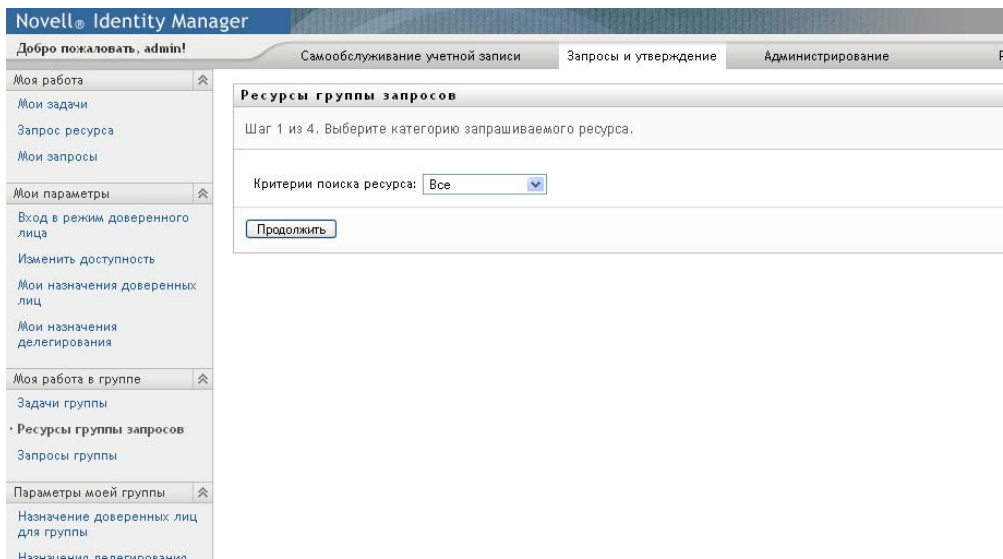 Novell® Identity Manager
Добро пожаловать, admin!
Самообслуживание учетной записи
Запросы и утверждение
Администрирование
Моя работа
Мои задачи
Запрос ресурса
Мои запросы
Мои параметры
Вход в режим доверенного
лица
Изменить доступность
Мои назначения доверенных
лиц
Мои назначения
делегирования
Моя работа в группе
Задачи группы
Ресурсы группы запросов
Запросы группы
Параметры моей группы
Назначение доверенных лиц
для группы
Назначения делегирования
Ресурсы группы запросов
Шаг 1 из 4. Выберите категорию запрашиваемого ресурса.
Критерии поиска ресурса: Все
Продолжить